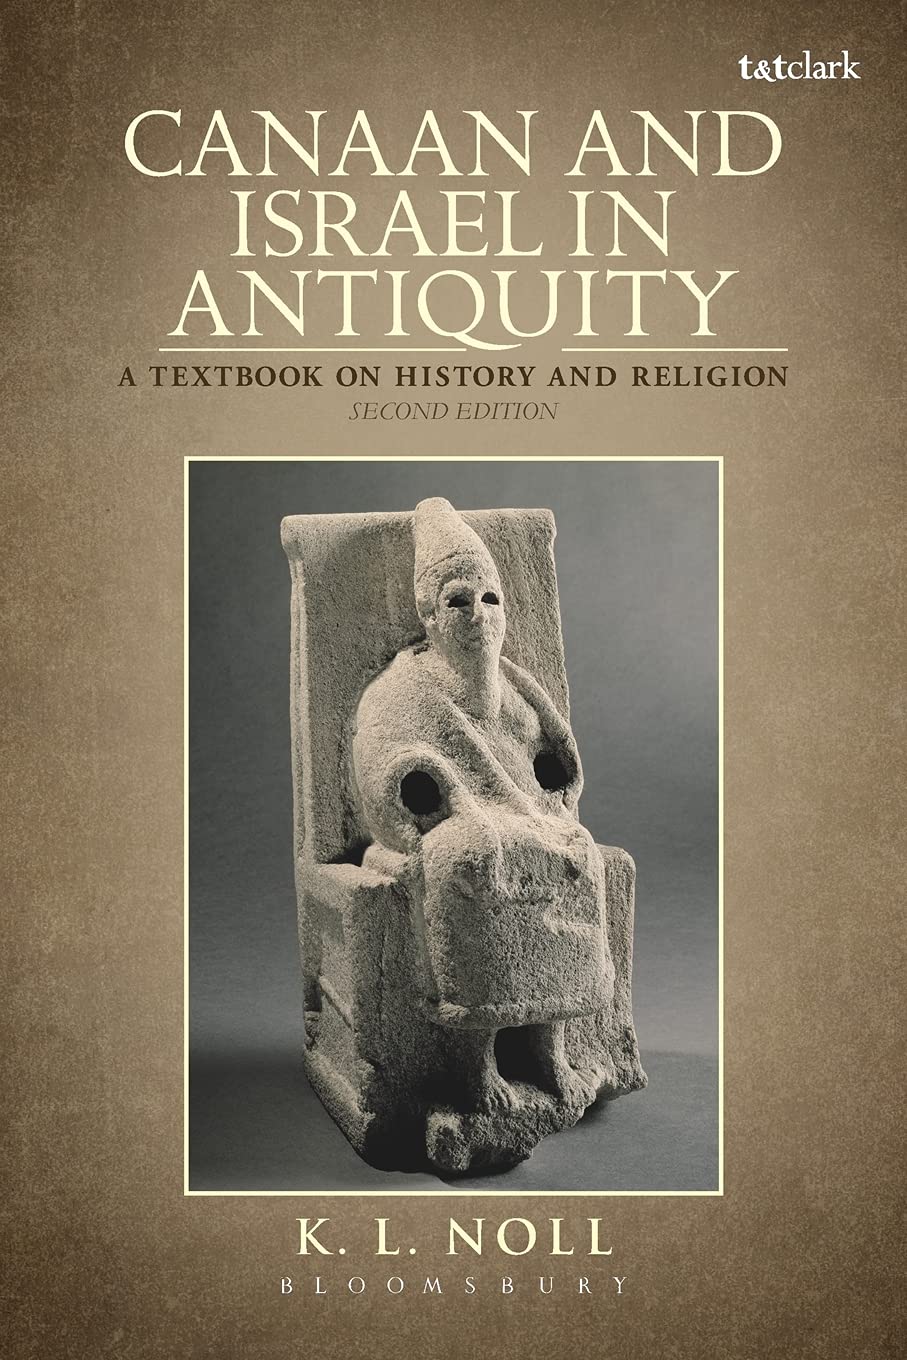 t&tclark
CANAAN AND
ISRAEL IN
ANTIQUITY
A TEXTBOOK ON HISTORY AND RELIGION
SECOND EDITION
K. L. NOLL
BLOOMSBURY